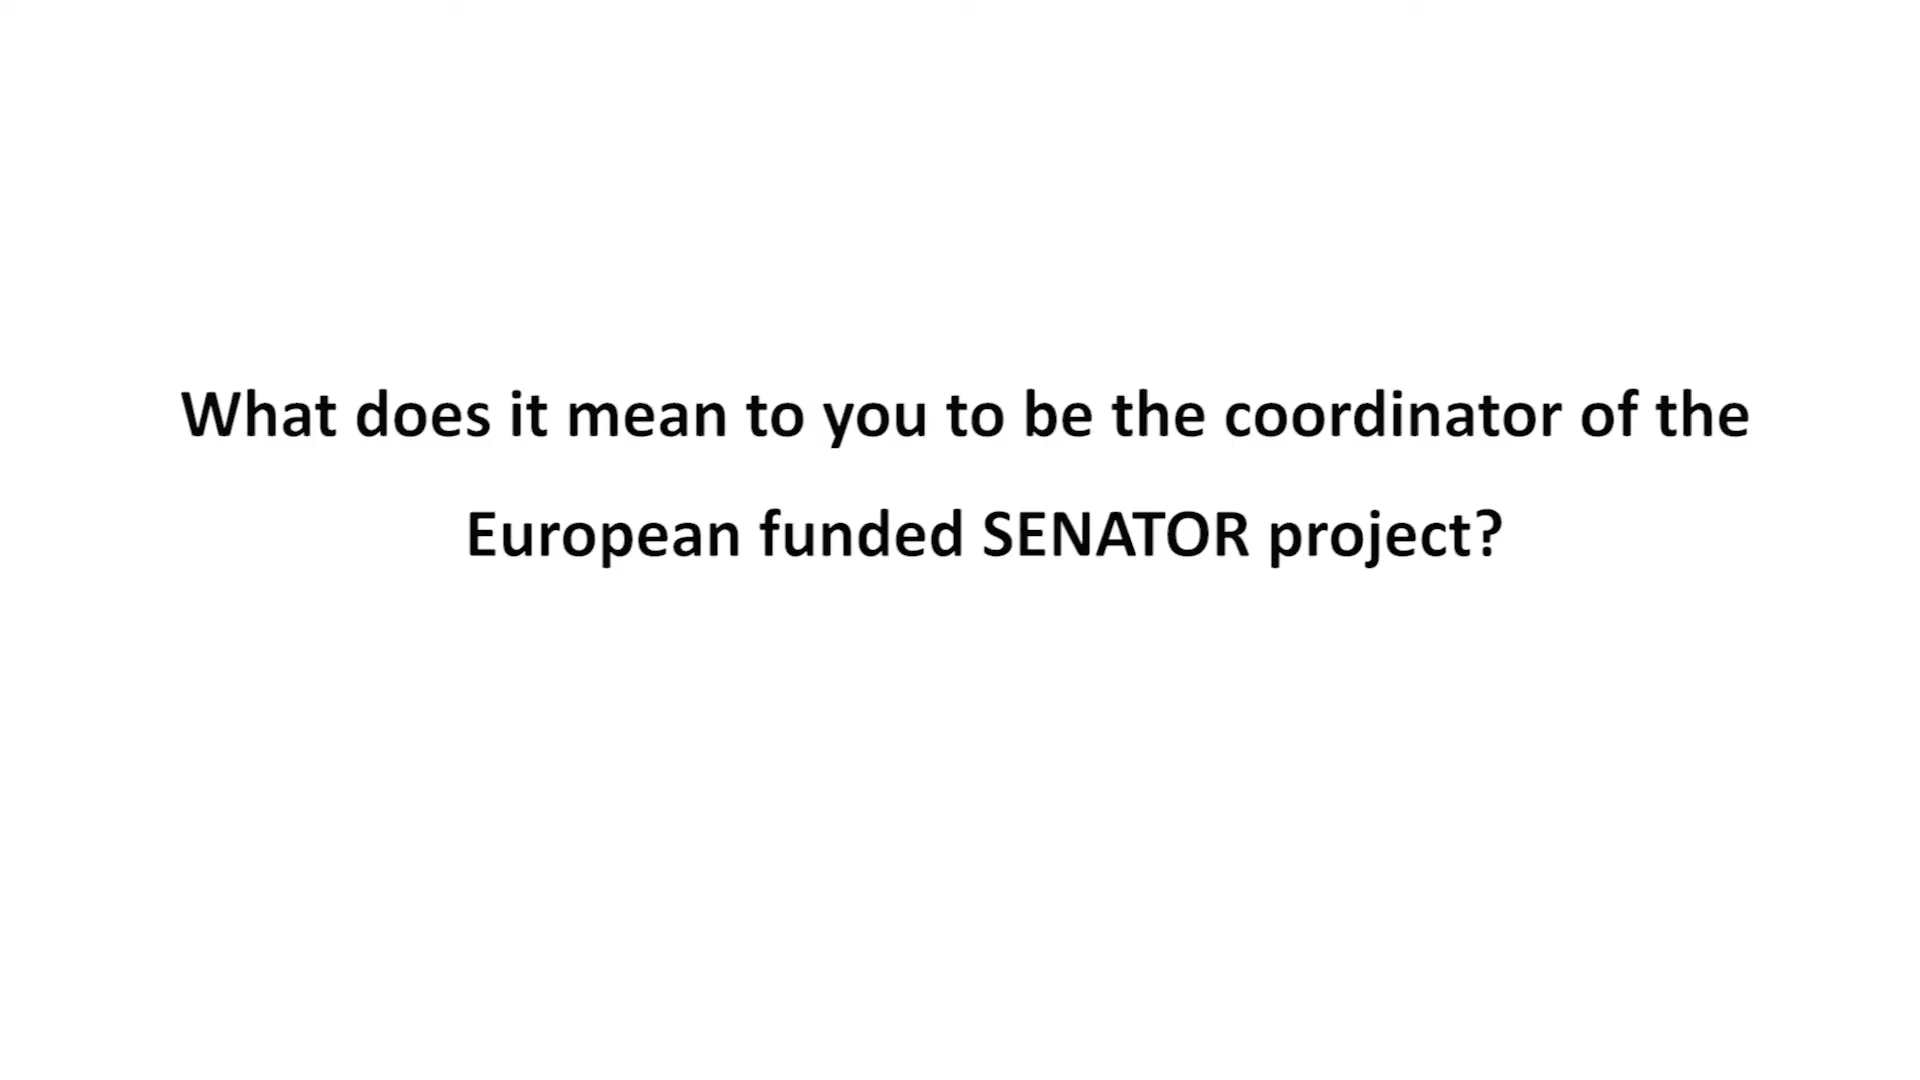 What does it mean to you to be the coordinator of the
European funded SENATOR project?